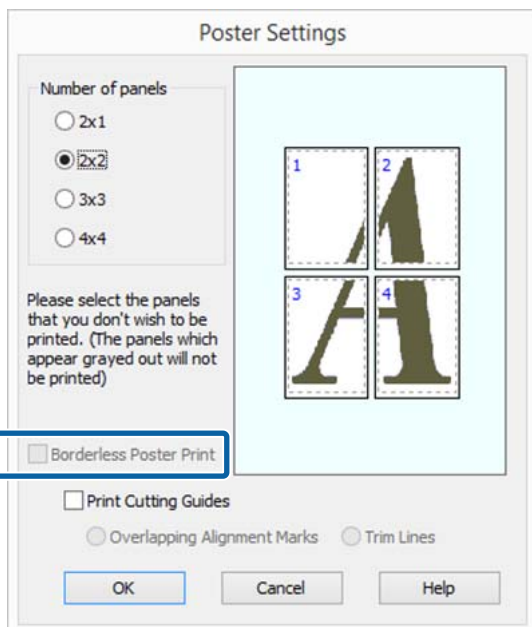 Poster Settings
Number of panels
2x1
2x2
3x3
4x4
1
2
3
4
A
Please select the panels
that you don't wish to be
printed. (The panels which
appear grayed out will not
be printed)
Borderless Poster Print
Print Cutting Guides
Overlapping Alignment Marks
Trim Lines
OK
Cancel
Help